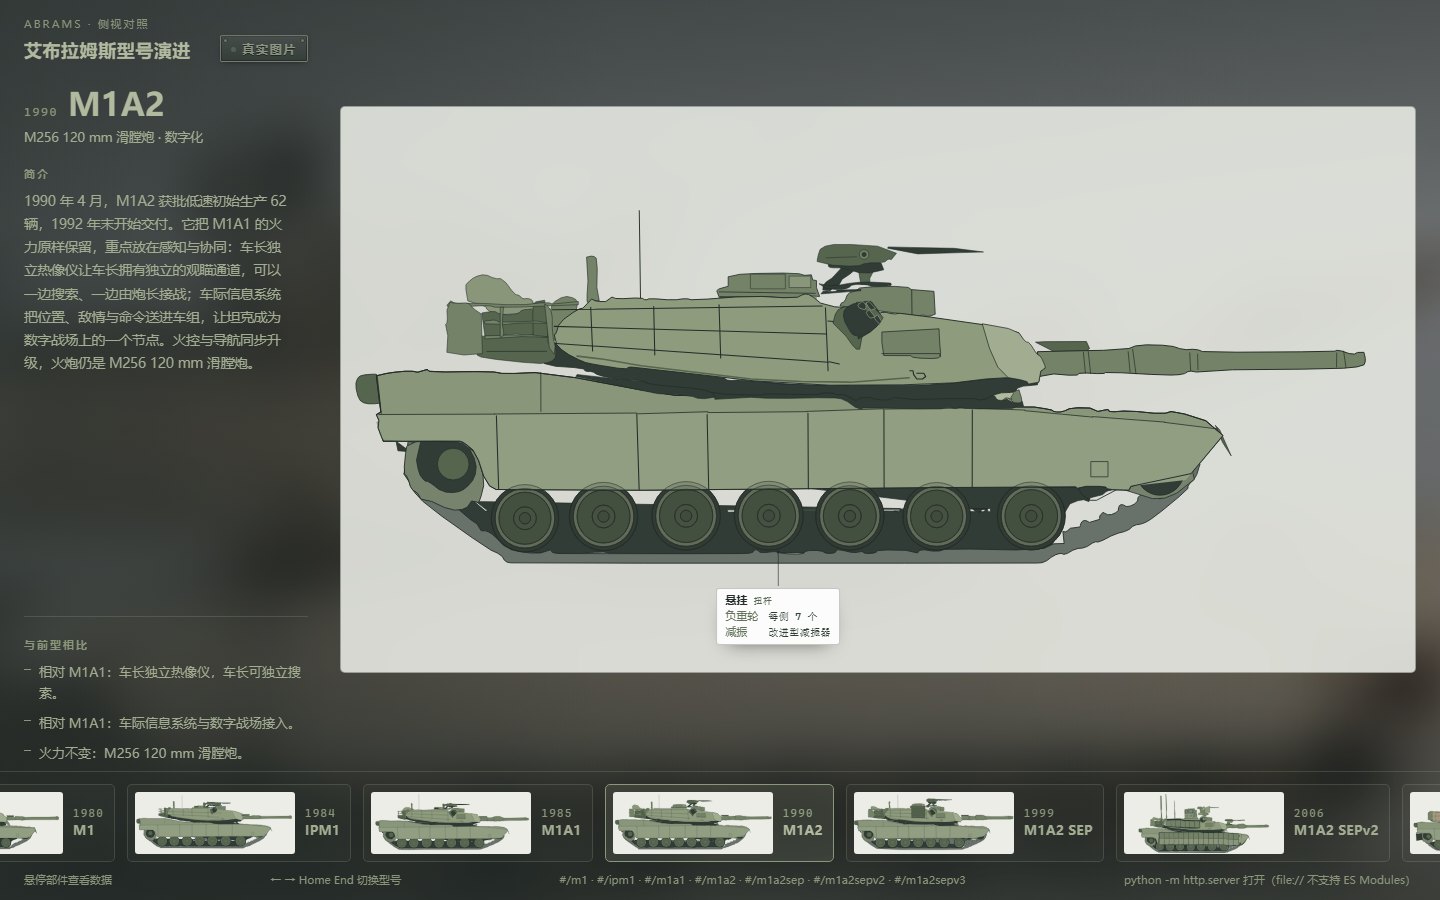 ABRAMS · 侧视对照
艾布拉姆斯型号演进
真实图片
1990 M1A2
M256 120 mm 滑膛炮 · 数字化
简介
1990 年 4 月，M1A2 获批低速初始生产 62
辆，1992 年末开始交付。它把 M1A1 的火
力原样保留，重点放在感知与协同：车长独
立热像仪让车长拥有独立的观瞄通道，可以
一边搜索、一边由炮长接战；车际信息系统
把位置、敌情与命令送进车组，让坦克成为
数字战场上的一个节点。火控与导航同步升
级，火炮仍是 M256 120 mm 滑膛炮。
悬挂 扭杆
负重轮 每侧 7 个
减振 改进型减振器
与前型相比
– 相对 M1A1：车长独立热像仪，车长可独立搜
索。
– 相对 M1A1：车际信息系统与数字战场接入。
– 火力不变：M256 120 mm 滑膛炮。
1980
M1
1984
IPM1
1985
M1A1
1990
M1A2
1999
M1A2 SEP
2006
M1A2 SEPv2
悬停部件查看数据
← → Home End 切换型号
#/m1 · #/ipm1 · #/m1a1 · #/m1a2 · #/m1a2sep · #/m1a2sepv2 · #/m1a2sepv3
python -m http.server 打开（file:// 不支持 ES Modules）